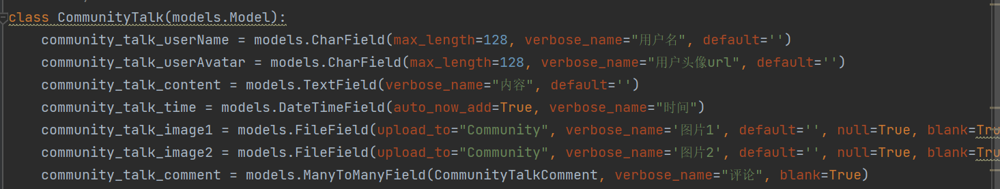 class CommunityTalk(models.Model):
    community_talk_userName = models.CharField(max_length=128, verbose_name="用户名", default='')
    community_talk_userAvatar = models.CharField(max_length=128, verbose_name="用户头像url", default='')
    community_talk_content = models.TextField(verbose_name="内容", default='')
    community_talk_time = models.DateTimeField(auto_now_add=True, verbose_name="时间")
    community_talk_image1 = models.FileField(upload_to="Community", verbose_name='图片1', default='', null=True, blank=Tru
    community_talk_image2 = models.FileField(upload_to="Community", verbose_name='图片2', default='', null=True, blank=Tru
    community_talk_comment = models.ManyToManyField(CommunityTalkComment, verbose_name="评论", blank=True)